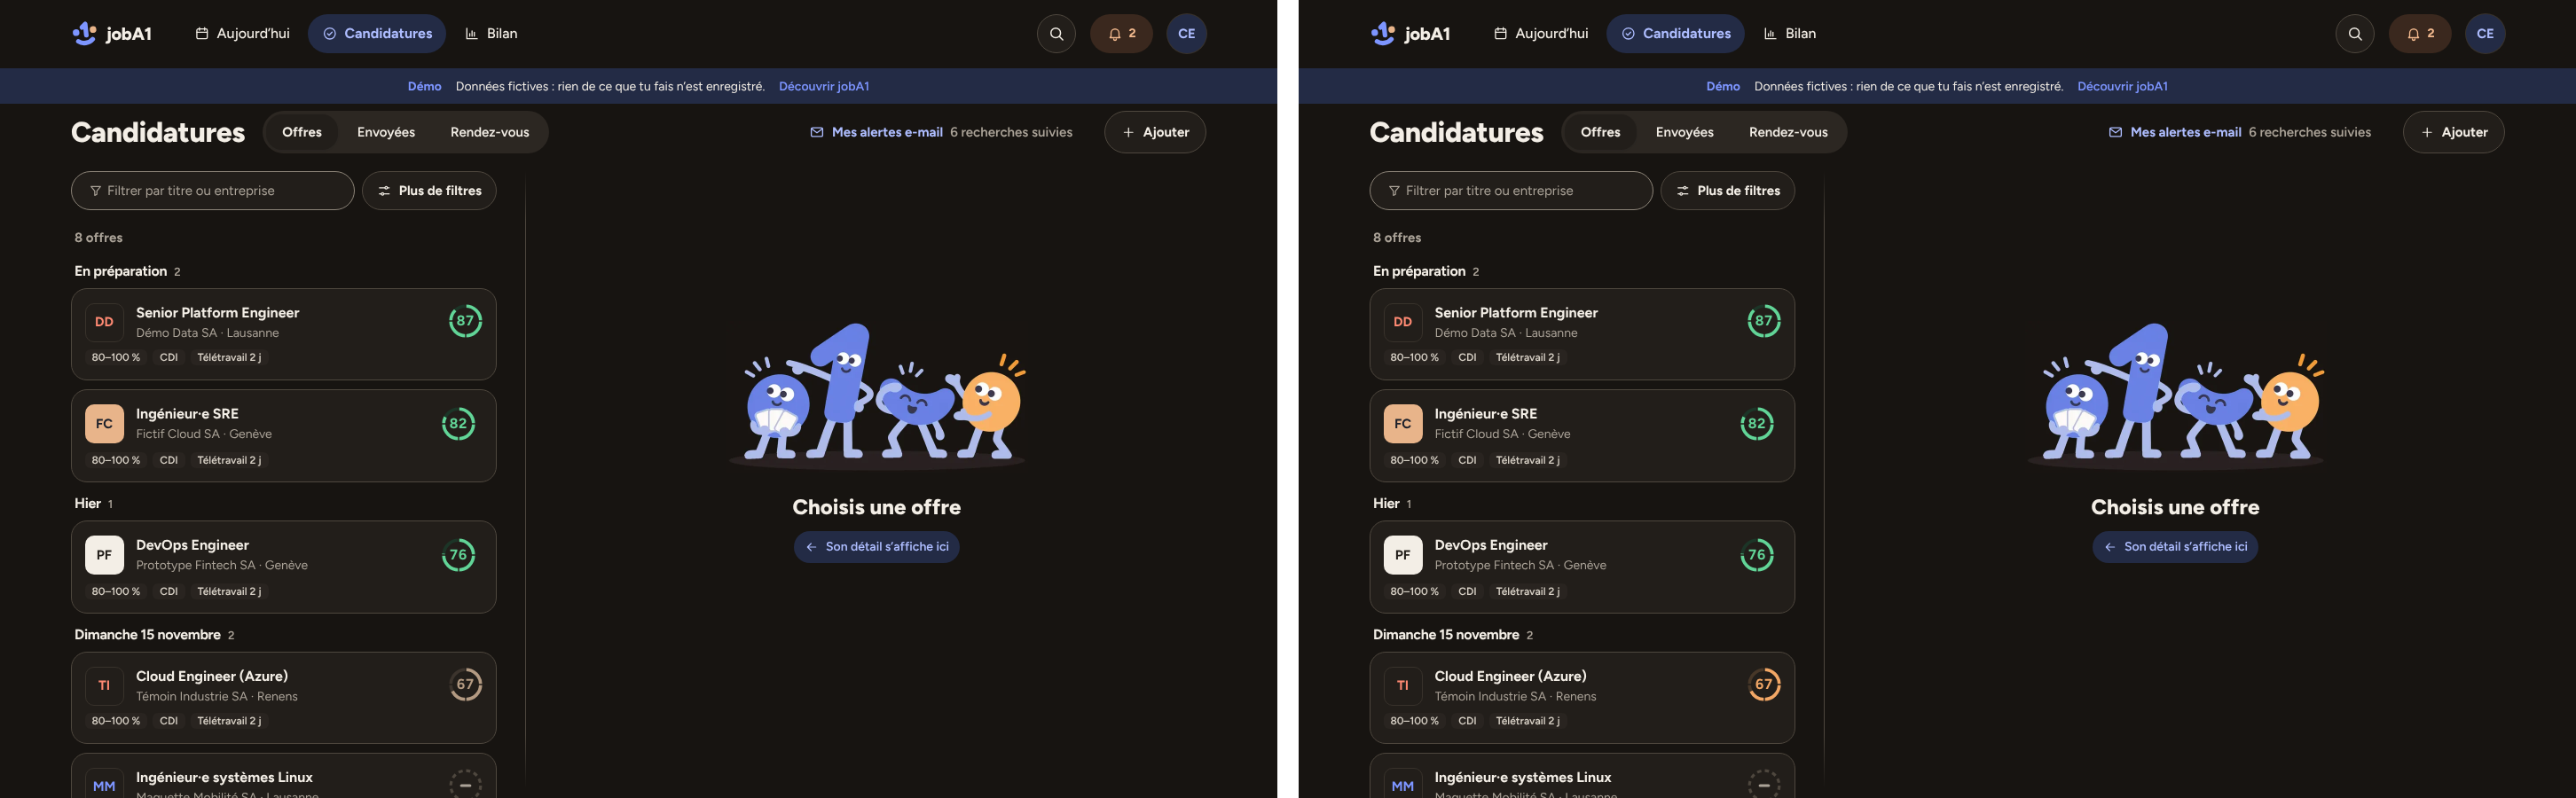 jobA1 Aujourd'hui Candidatures Bilan 2 CE
Démo Données fictives : rien de ce que tu fais n'est enregistré. Découvrir jobA1
Candidatures Offres Envoyées Rendez-vous Mes alertes e-mail 6 recherches suivies + Ajouter
Filtrer par titre ou entreprise Plus de filtres
8 offres
En préparation 2
DD Senior Platform Engineer 87
Démo Data SA · Lausanne
80–100 % CDI Télétravail 2 j
FC Ingénieur·e SRE 82
Fictif Cloud SA · Genève
80–100 % CDI Télétravail 2 j
Hier 1
PF DevOps Engineer 76
Prototype Fintech SA · Genève
80–100 % CDI Télétravail 2 j
Dimanche 15 novembre 2
TI Cloud Engineer (Azure) 67
Témoin Industrie SA · Renens
80–100 % CDI Télétravail 2 j
MM Ingénieur·e systèmes Linux –
Maquette Mobilité SA · Lausanne
Choisis une offre
← Son détail s'affiche ici
jobA1 Aujourd'hui Candidatures Bilan 2 CE
Démo Données fictives : rien de ce que tu fais n'est enregistré. Découvrir jobA1
Candidatures Offres Envoyées Rendez-vous Mes alertes e-mail 6 recherches suivies + Ajouter
Filtrer par titre ou entreprise Plus de filtres
8 offres
En préparation 2
DD Senior Platform Engineer 87
Démo Data SA · Lausanne
80–100 % CDI Télétravail 2 j
FC Ingénieur·e SRE 82
Fictif Cloud SA · Genève
80–100 % CDI Télétravail 2 j
Hier 1
PF DevOps Engineer 76
Prototype Fintech SA · Genève
80–100 % CDI Télétravail 2 j
Dimanche 15 novembre 2
TI Cloud Engineer (Azure) 67
Témoin Industrie SA · Renens
80–100 % CDI Télétravail 2 j
MM Ingénieur·e systèmes Linux –
Maquette Mobilité SA · Lausanne
Choisis une offre
← Son détail s'affiche ici